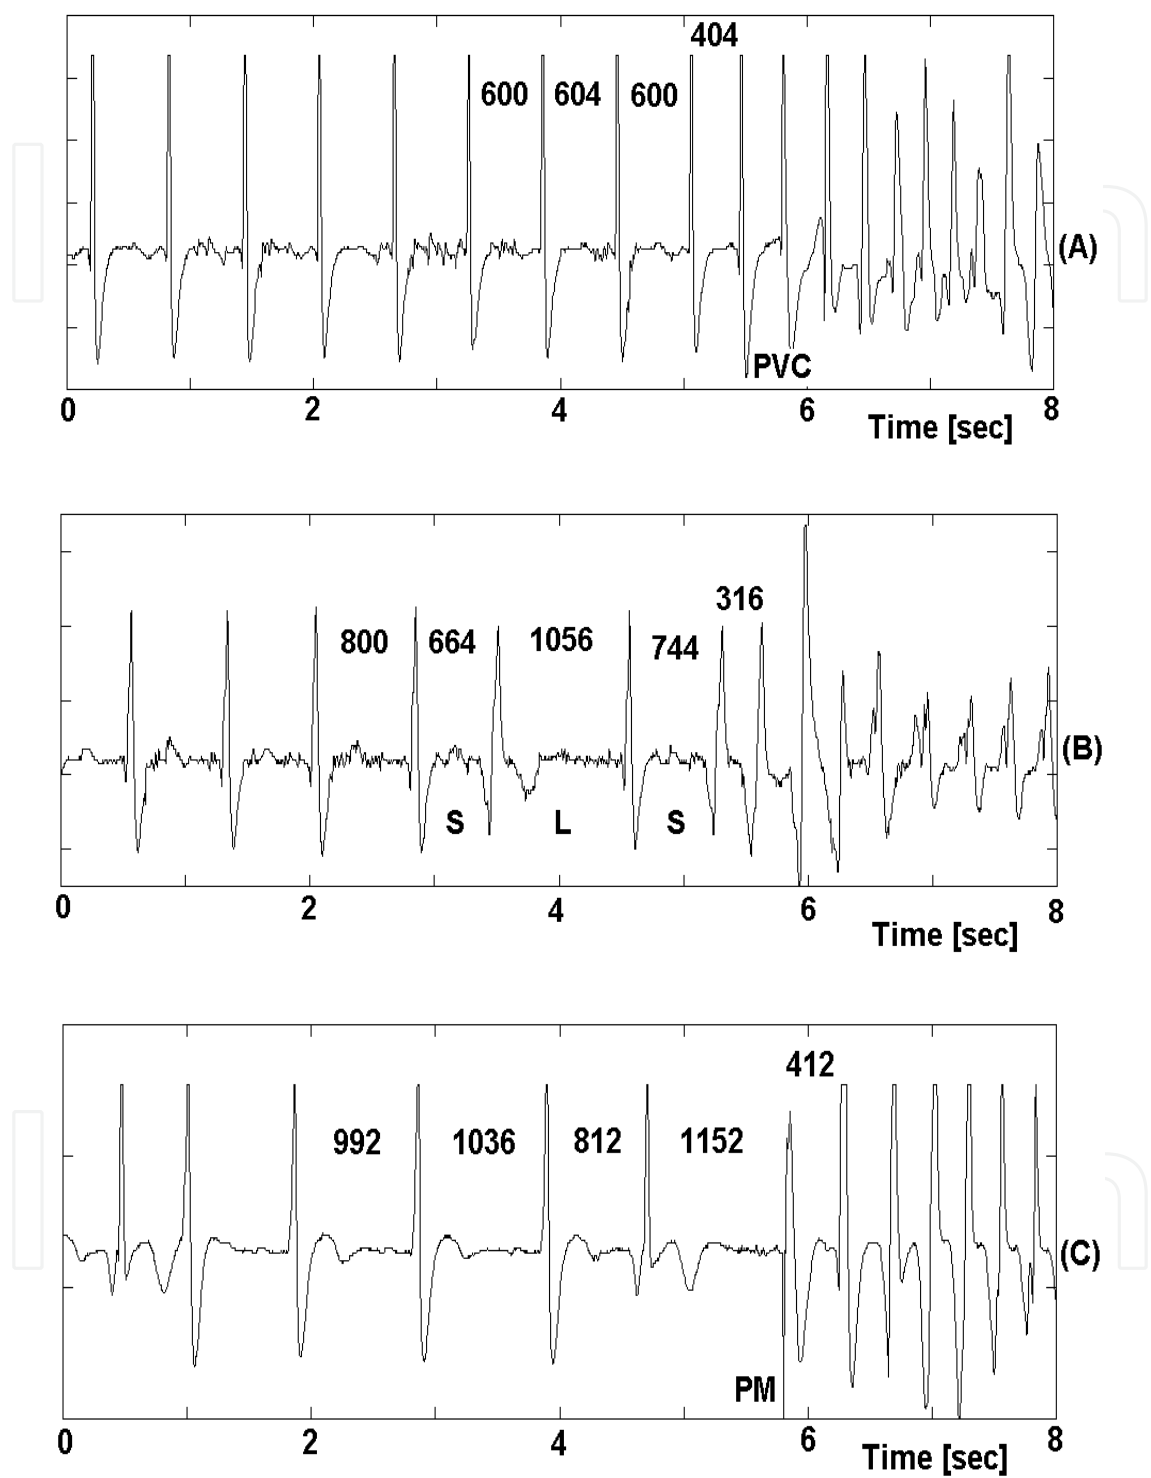 404
600 604 600
(A)
PVC
0 2 4 6 8
Time [sec]
316
800 664 1056 744
(B)
S L S
0 2 4 6 8
Time [sec]
412
992 1036 812 1152
(C)
PM
0 2 4 6 8
Time [sec]